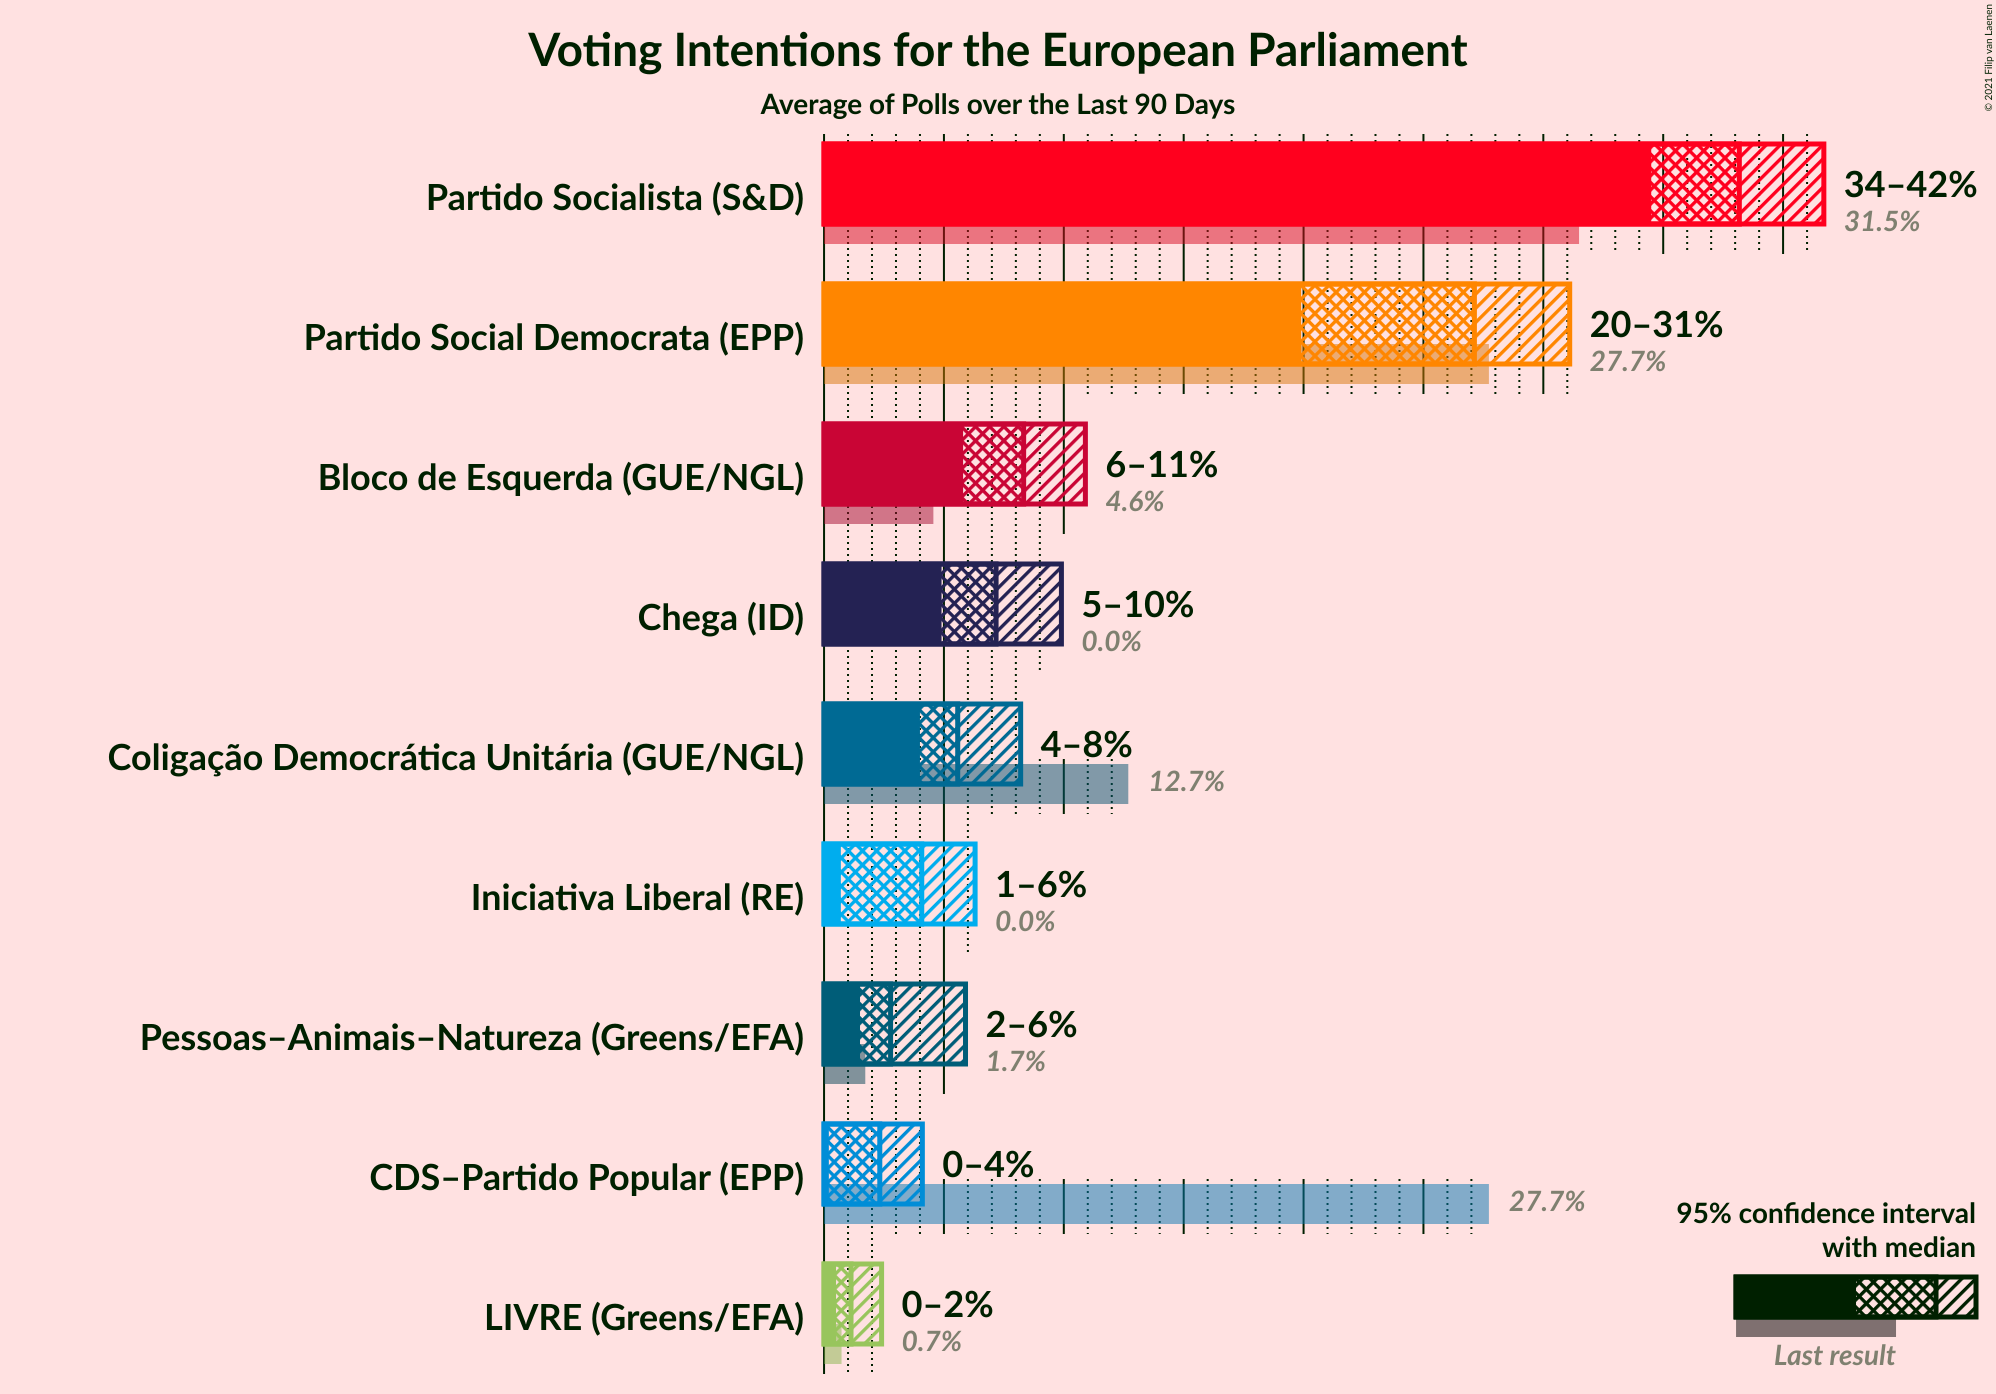 © 2021 Filip van Laenen
Voting Intentions for the European Parliament
Average of Polls over the Last 90 Days
Partido Socialista (S&D)
34–42%
31.5%
Partido Social Democrata (EPP)
20–31%
27.7%
Bloco de Esquerda (GUE/NGL)
6–11%
4.6%
Chega (ID)
5–10%
0.0%
Coligação Democrática Unitária (GUE/NGL)
4–8%
12.7%
Iniciativa Liberal (RE)
1–6%
0.0%
Pessoas–Animais–Natureza (Greens/EFA)
2–6%
1.7%
CDS–Partido Popular (EPP)
0–4%
27.7%
LIVRE (Greens/EFA)
0–2%
0.7%
95% confidence interval
with median
Last result